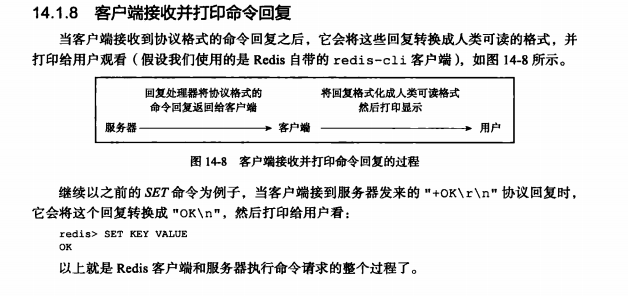 14.1.8 客户端接收并打印命令回复
当客户端接收到协议格式的命令回复之后，它会将这些回复转换成人类可读的格式，并
打印给用户观看（假设我们使用的是 Redis 自带的 redis-cli 客户端），如图 14-8 所示。
回复处理器将协议格式的 将回复格式化成人类可读格式
命令回复返回给客户端 然后打印显示
服务器 客户端 用户
图 14-8 客户端接收并打印命令回复的过程
继续以之前的 SET 命令为例子，当客户端接到服务器发来的 "+OK\r\n" 协议回复时，
它会将这个回复转换成 "OK\n"，然后打印给用户看：
redis> SET KEY VALUE
OK
以上就是 Redis 客户端和服务器执行命令请求的整个过程了。